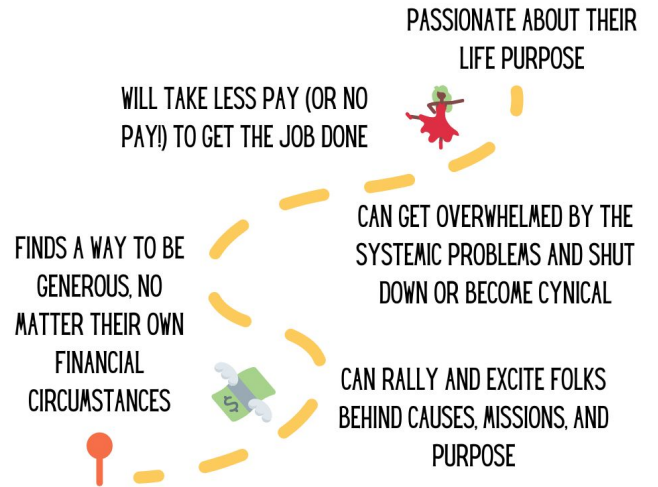 PASSIONATE ABOUT THEIR
LIFE PURPOSE
WILL TAKE LESS PAY (OR NO
PAY!) TO GET THE JOB DONE
CAN GET OVERWHELMED BY THE
SYSTEMIC PROBLEMS AND SHUT
DOWN OR BECOME CYNICAL
FINDS A WAY TO BE
GENEROUS, NO
MATTER THEIR OWN
FINANCIAL
CIRCUMSTANCES
$
CAN RALLY AND EXCITE FOLKS
BEHIND CAUSES, MISSIONS, AND
PURPOSE